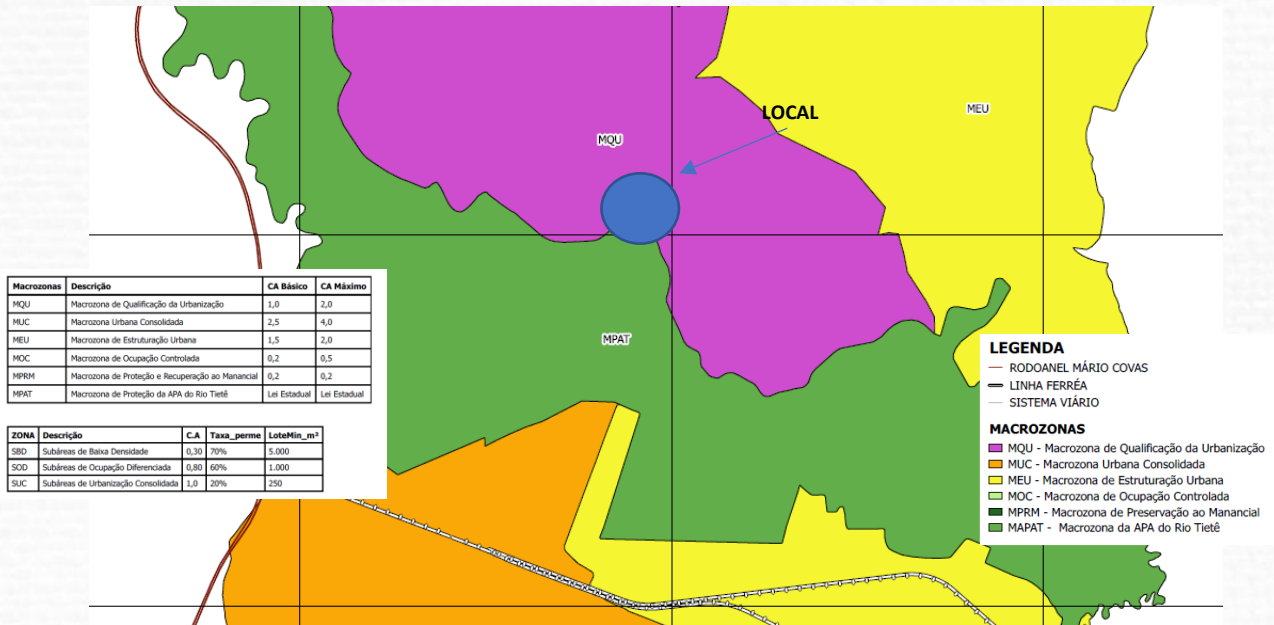 LOCAL
MEU
MQU
MPAT
Macrozonas Descrição CA Básico CA Máximo
MQU Macrozona de Qualificação da Urbanização 1,0 2,0
MUC Macrozona Urbana Consolidada 2,5 4,0
MEU Macrozona de Estruturação Urbana 1,5 2,0
MOC Macrozona de Ocupação Controlada 0,2 0,5
MPRM Macrozona de Proteção e Recuperação ao Manancial 0,2 0,2
MPAT Macrozona de Proteção da APA do Rio Tietê Lei Estadual Lei Estadual
ZONA Descrição C.A Taxa_perme LoteMin_m²
SBD Subáreas de Baixa Densidade 0,30 70% 5.000
SOD Subáreas de Ocupação Diferenciada 0,80 60% 1.000
SUC Subáreas de Urbanização Consolidada 1,0 20% 250
LEGENDA
RODOANEL MÁRIO COVAS
LINHA FERRÉA
SISTEMA VIÁRIO
MACROZONAS
MQU - Macrozona de Qualificação da Urbanização
MUC - Macrozona Urbana Consolidada
MEU - Macrozona de Estruturação Urbana
MOC - Macrozona de Ocupação Controlada
MPRM - Macrozona de Preservação ao Manancial
MAPAT - Macrozona da APA do Rio Tietê